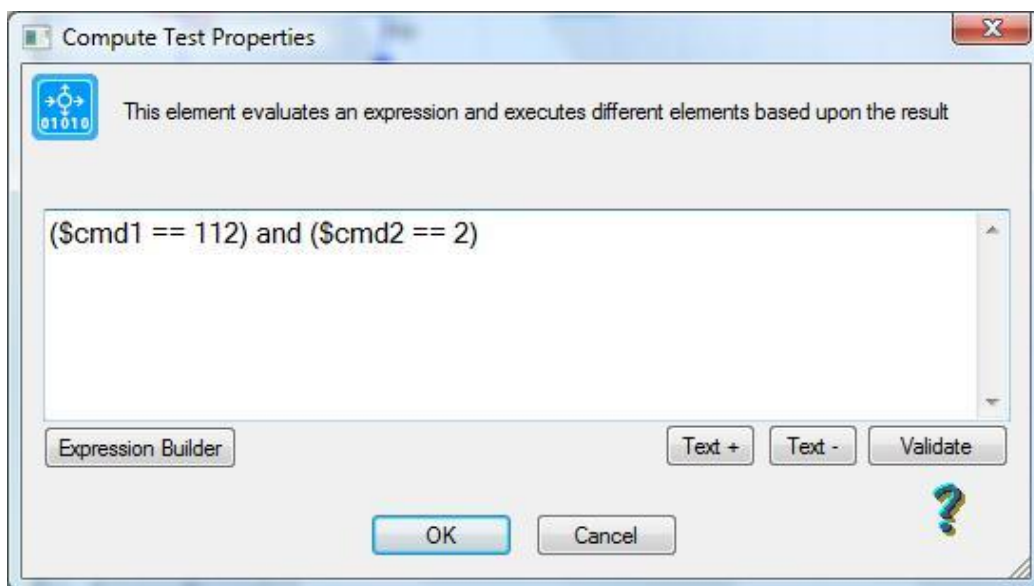 Compute Test Properties
01010
This element evaluates an expression and executes different elements based upon the result
($cmd1 == 112) and ($cmd2 == 2)
Expression Builder
Text +
Text -
Validate
OK
Cancel